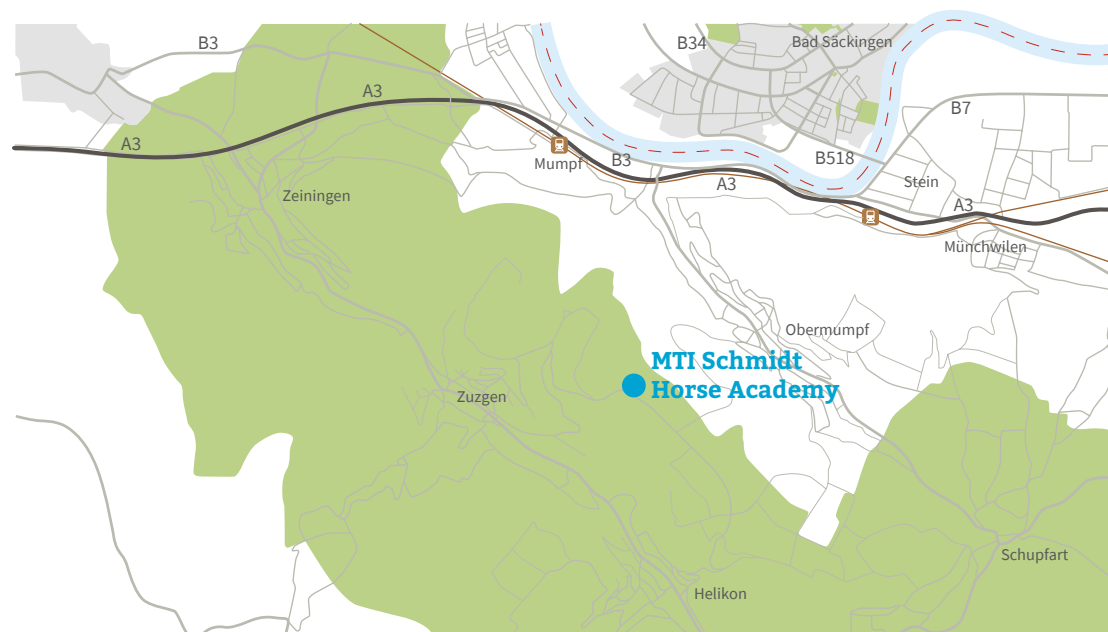 B3
B34
Bad Säckingen
A3
B7
A3
Mumpf
B3
B518
A3
Stein
Zeiningen
A3
Münchwilen
Obermumpf
MTI Schmidt
Horse Academy
Zuzgen
Schupfart
Helikon